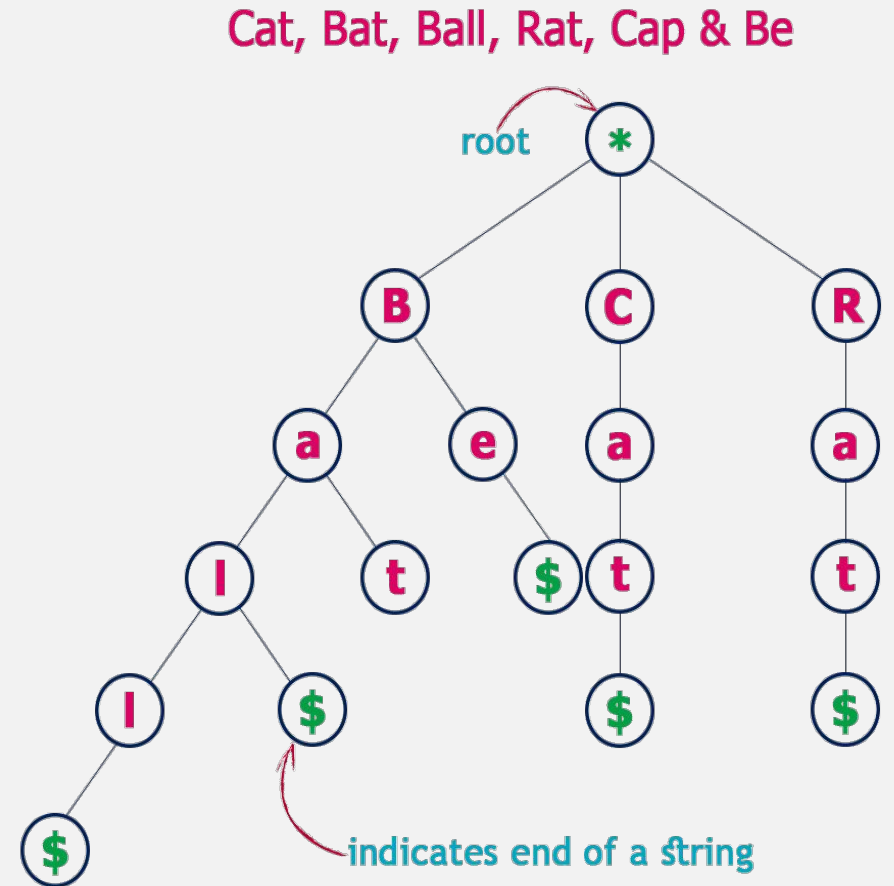 Cat, Bat, Ball, Rat, Cap & Be
root
*
B C R
a e a a
l t $ t t
l $ $ $
$
indicates end of a string